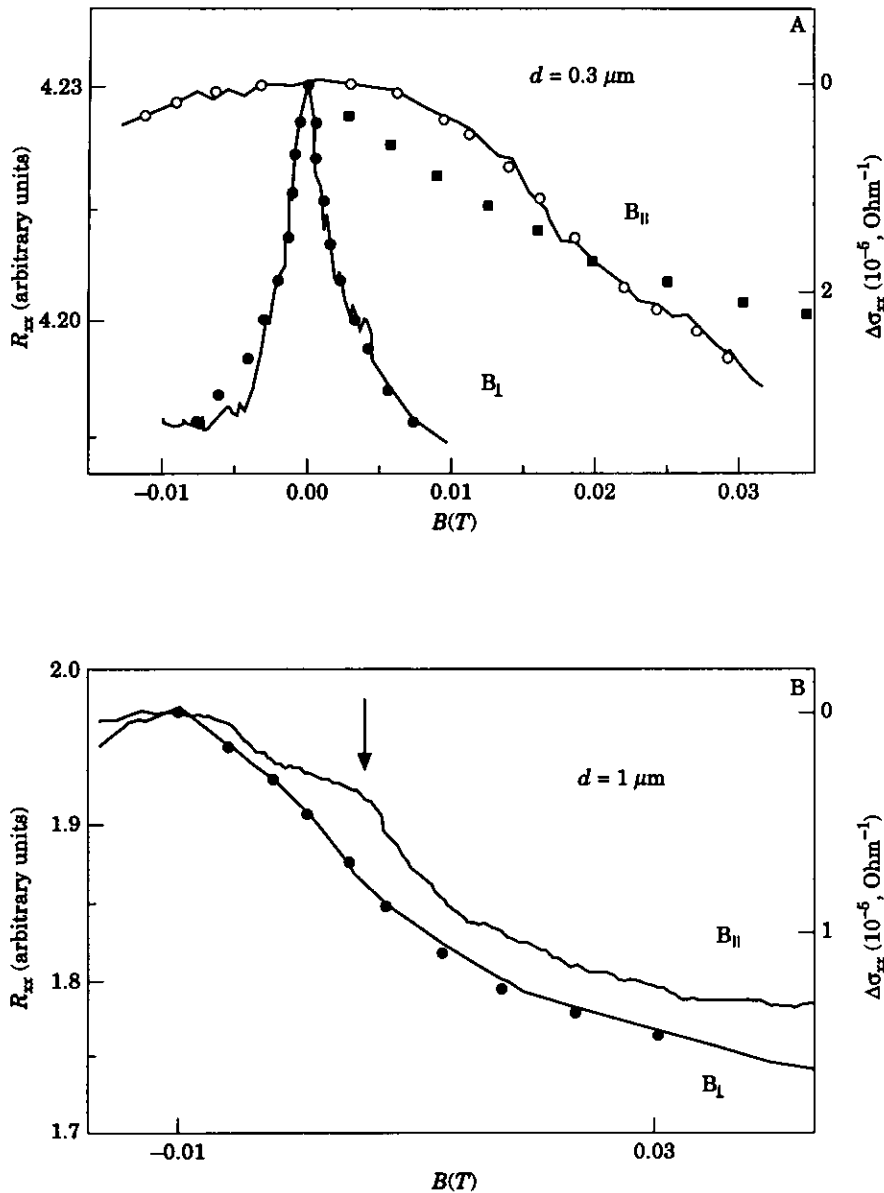 A
d = 0.3 μm
4.23
4.20
R_xx (arbitrary units)
0
2
Δσ_xx (10⁻⁵, Ohm⁻¹)
B_||
B_⊥
−0.01
0.00
0.01
0.02
0.03
B(T)
B
d = 1 μm
2.0
1.9
1.8
1.7
R_xx (arbitrary units)
0
1
Δσ_xx (10⁻⁵, Ohm⁻¹)
B_||
B_⊥
−0.01
0.03
B(T)